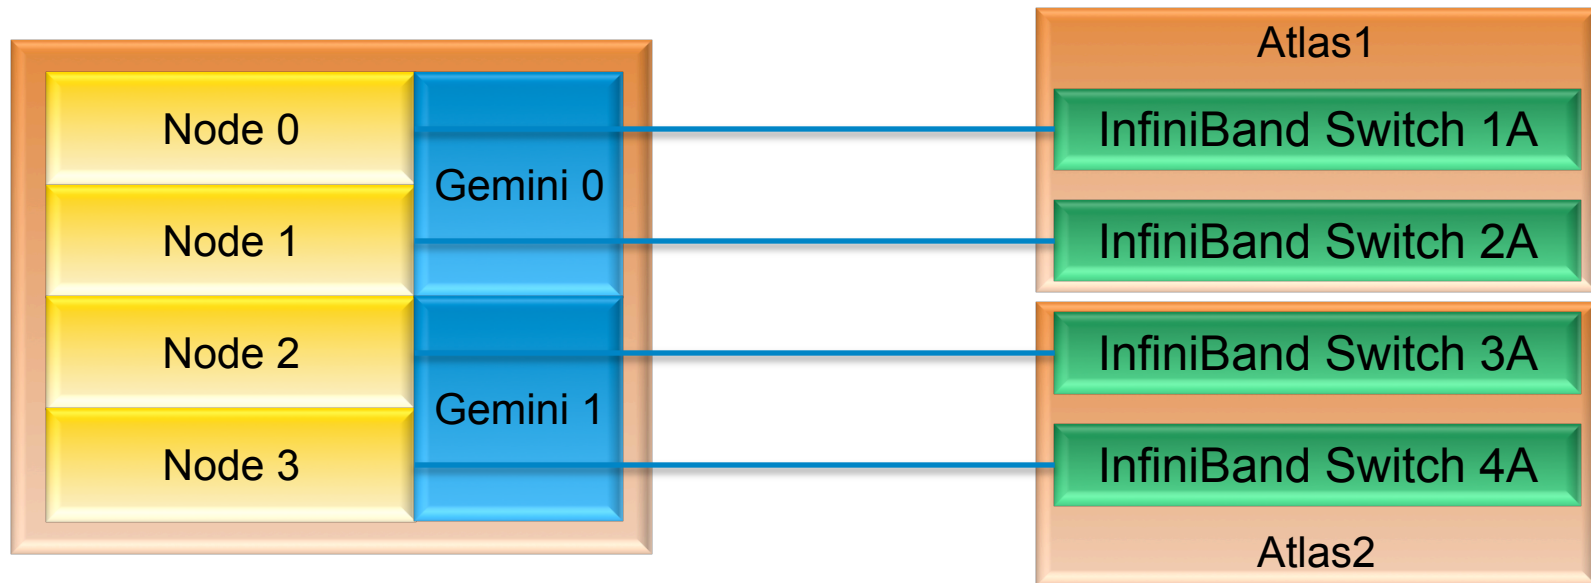 Node 0
Node 1
Node 2
Node 3
Gemini 0
Gemini 1
Atlas1
InfiniBand Switch 1A
InfiniBand Switch 2A
InfiniBand Switch 3A
InfiniBand Switch 4A
Atlas2